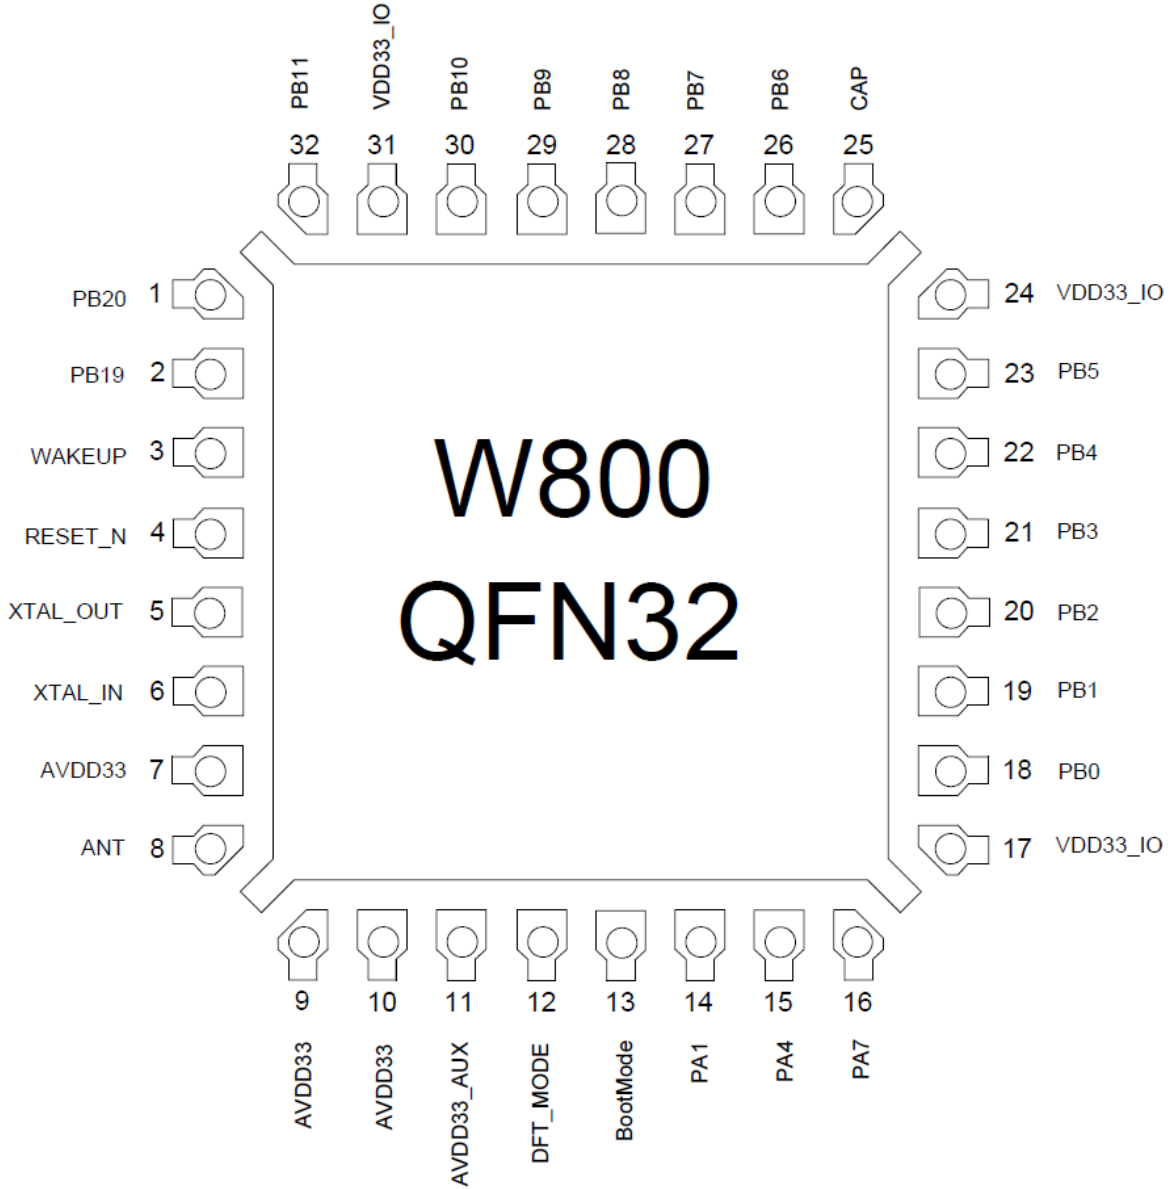 PB11 VDD33_IO PB10 PB9 PB8 PB7 PB6 CAP
32 31 30 29 28 27 26 25
PB20 1
PB19 2
WAKEUP 3
RESET_N 4
XTAL_OUT 5
XTAL_IN 6
AVDD33 7
ANT 8
W800
QFN32
24 VDD33_IO
23 PB5
22 PB4
21 PB3
20 PB2
19 PB1
18 PB0
17 VDD33_IO
9 10 11 12 13 14 15 16
AVDD33 AVDD33 AVDD33_AUX DFT_MODE BootMode PA1 PA4 PA7